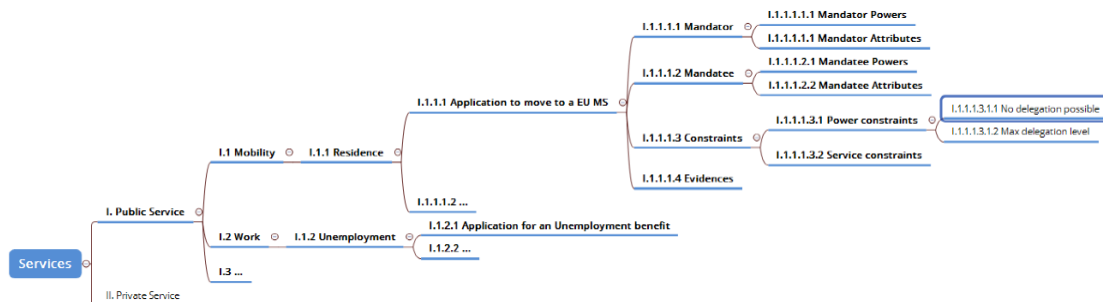 Services
I. Public Service
I.1 Mobility
I.1.1 Residence
I.1.1.1 Application to move to a EU MS
I.1.1.1.1 Mandator
I.1.1.1.1.1 Mandator Powers
I.1.1.1.1.1 Mandator Attributes
I.1.1.1.2 Mandatee
I.1.1.1.2.1 Mandatee Powers
I.1.1.1.2.2 Mandatee Attributes
I.1.1.1.3 Constraints
I.1.1.1.3.1 Power constraints
I.1.1.1.3.1.1 No delegation possible
I.1.1.1.3.1.2 Max delegation level
I.1.1.1.3.2 Service constraints
I.1.1.1.4 Evidences
I.1.1.1.2 ...
I.2 Work
I.1.2 Unemployment
I.1.2.1 Application for an Unemployment benefit
I.1.2.2 ...
I.3 ...
II. Private Service